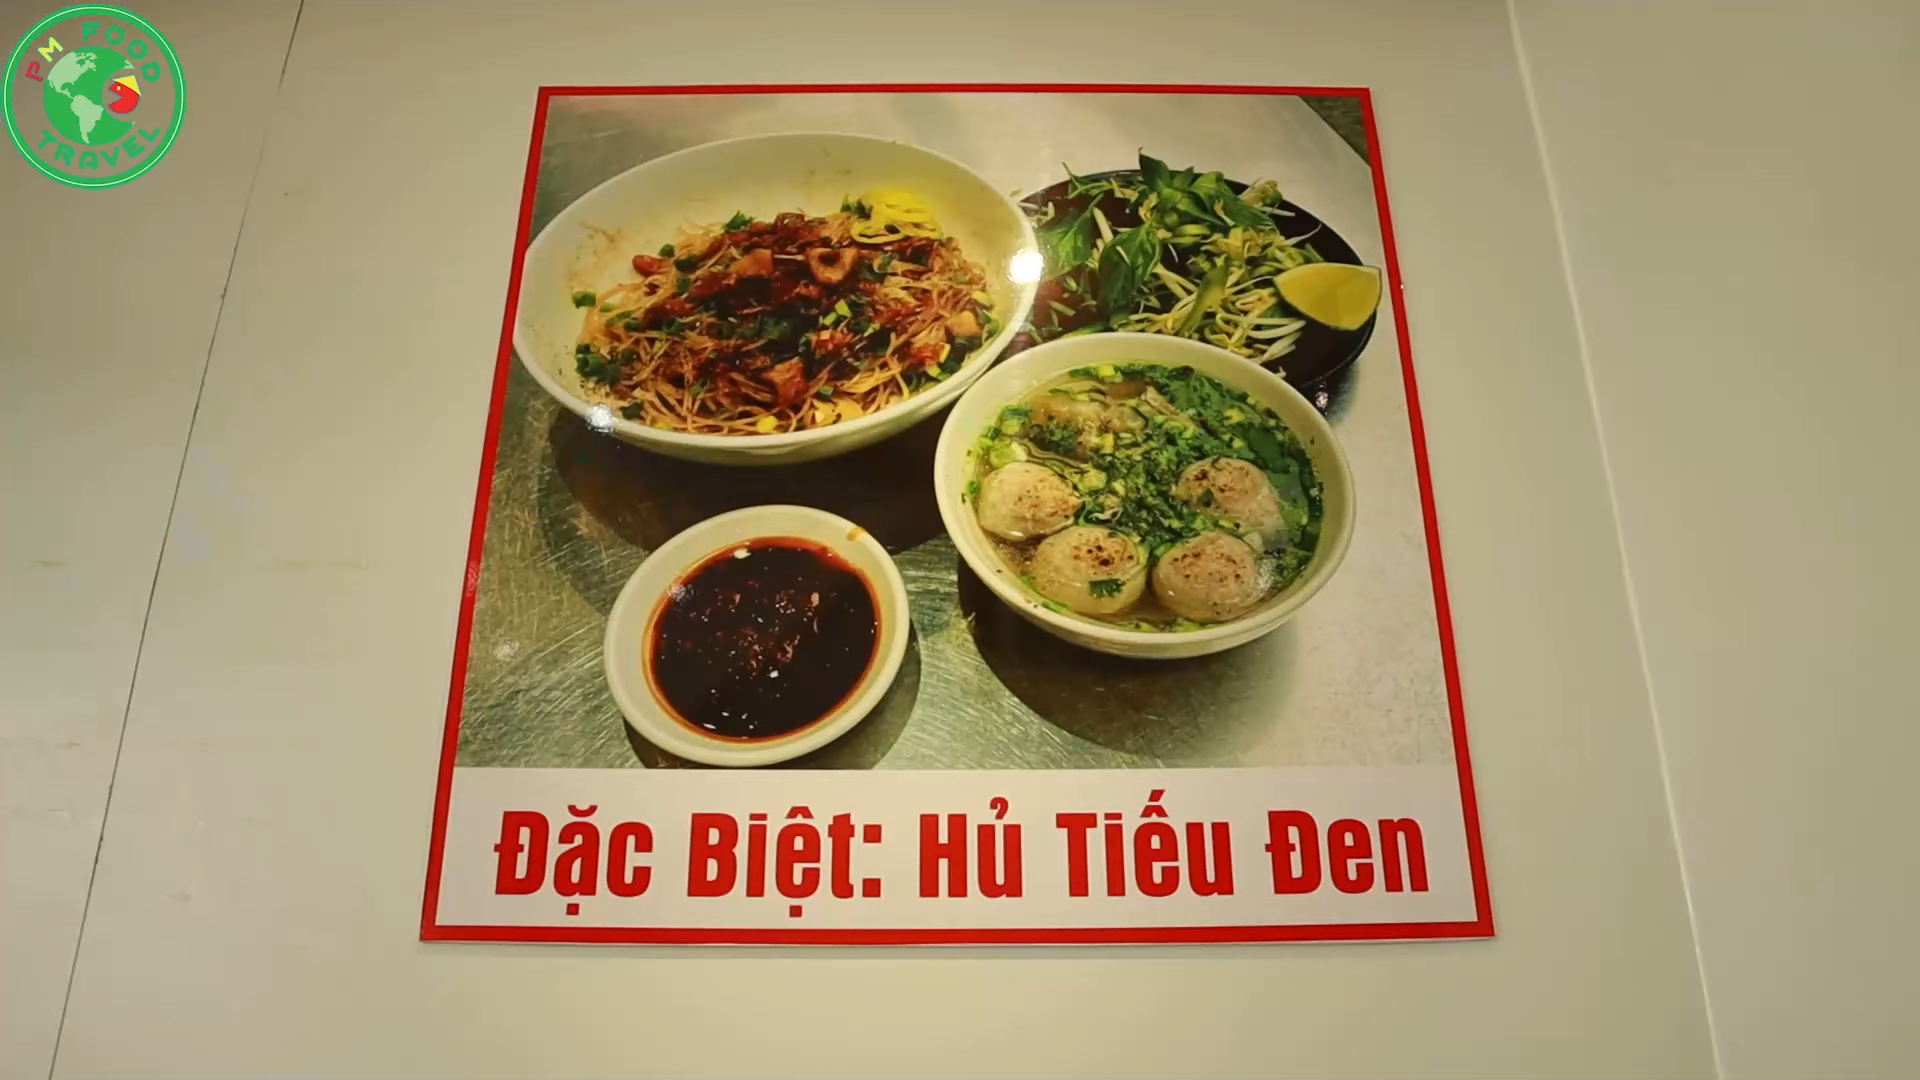 PM FOOD
TRAVEL
Đặc Biệt: Hủ Tiếu Đen